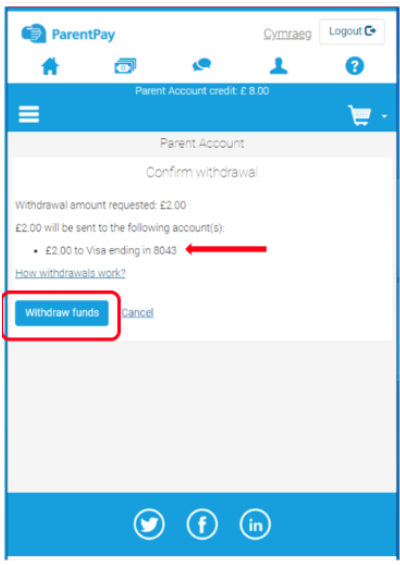 ParentPay
Cymraeg
Logout
Parent Account credit: £ 8.00
Parent Account
Confirm withdrawal
Withdrawal amount requested: £2.00
£2.00 will be sent to the following account(s):
• £2.00 to Visa ending in 8043
How withdrawals work?
Withdraw funds
Cancel